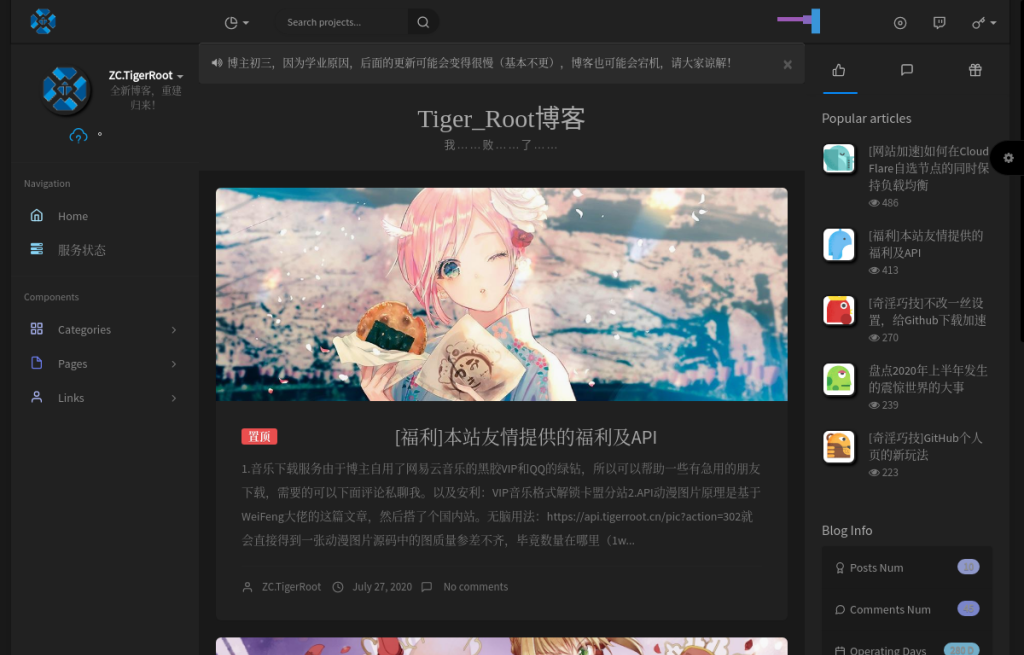 Search projects...
ZC.TigerRoot
全新博客，重建
归来！
Navigation
Home
服务状态
Components
Categories
Pages
Links
博主初三，因为学业原因，后面的更新可能会变得很慢（基本不更），博客也可能会宕机，请大家谅解！
Tiger_Root博客
我……败……了……
置顶
[福利]本站友情提供的福利及API
1.音乐下载服务由于博主自用了网易云音乐的黑胶VIP和QQ的绿钻，所以可以帮助一些有急用的朋友
下载，需要的可以下面评论私聊我。以及安利：VIP音乐格式解锁卡盟分站2.API动漫图片原理是基于
WeiFeng大佬的这篇文章，然后搭了个国内站。无脑用法：https://api.tigerroot.cn/pic?action=302就
会直接得到一张动漫图片源码中的图质量参差不齐，毕竟数量在哪里（1w...
ZC.TigerRoot
July 27, 2020
No comments
Popular articles
[网站加速]如何在Cloud
Flare自选节点的同时保
持负载均衡
486
[福利]本站友情提供的
福利及API
413
[奇淫巧技]不改一丝设
置，给Github下载加速
270
盘点2020年上半年发生
的震惊世界的大事
239
[奇淫巧技]GitHub个人
页的新玩法
223
Blog Info
Posts Num
Comments Num
Operating Days